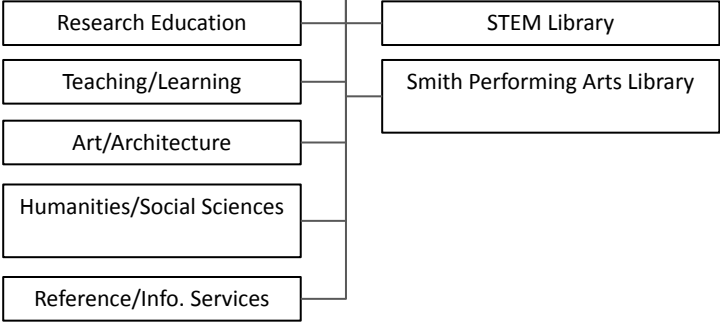 Research Education
STEM Library
Teaching/Learning
Smith Performing Arts Library
Art/Architecture
Humanities/Social Sciences
Reference/Info. Services